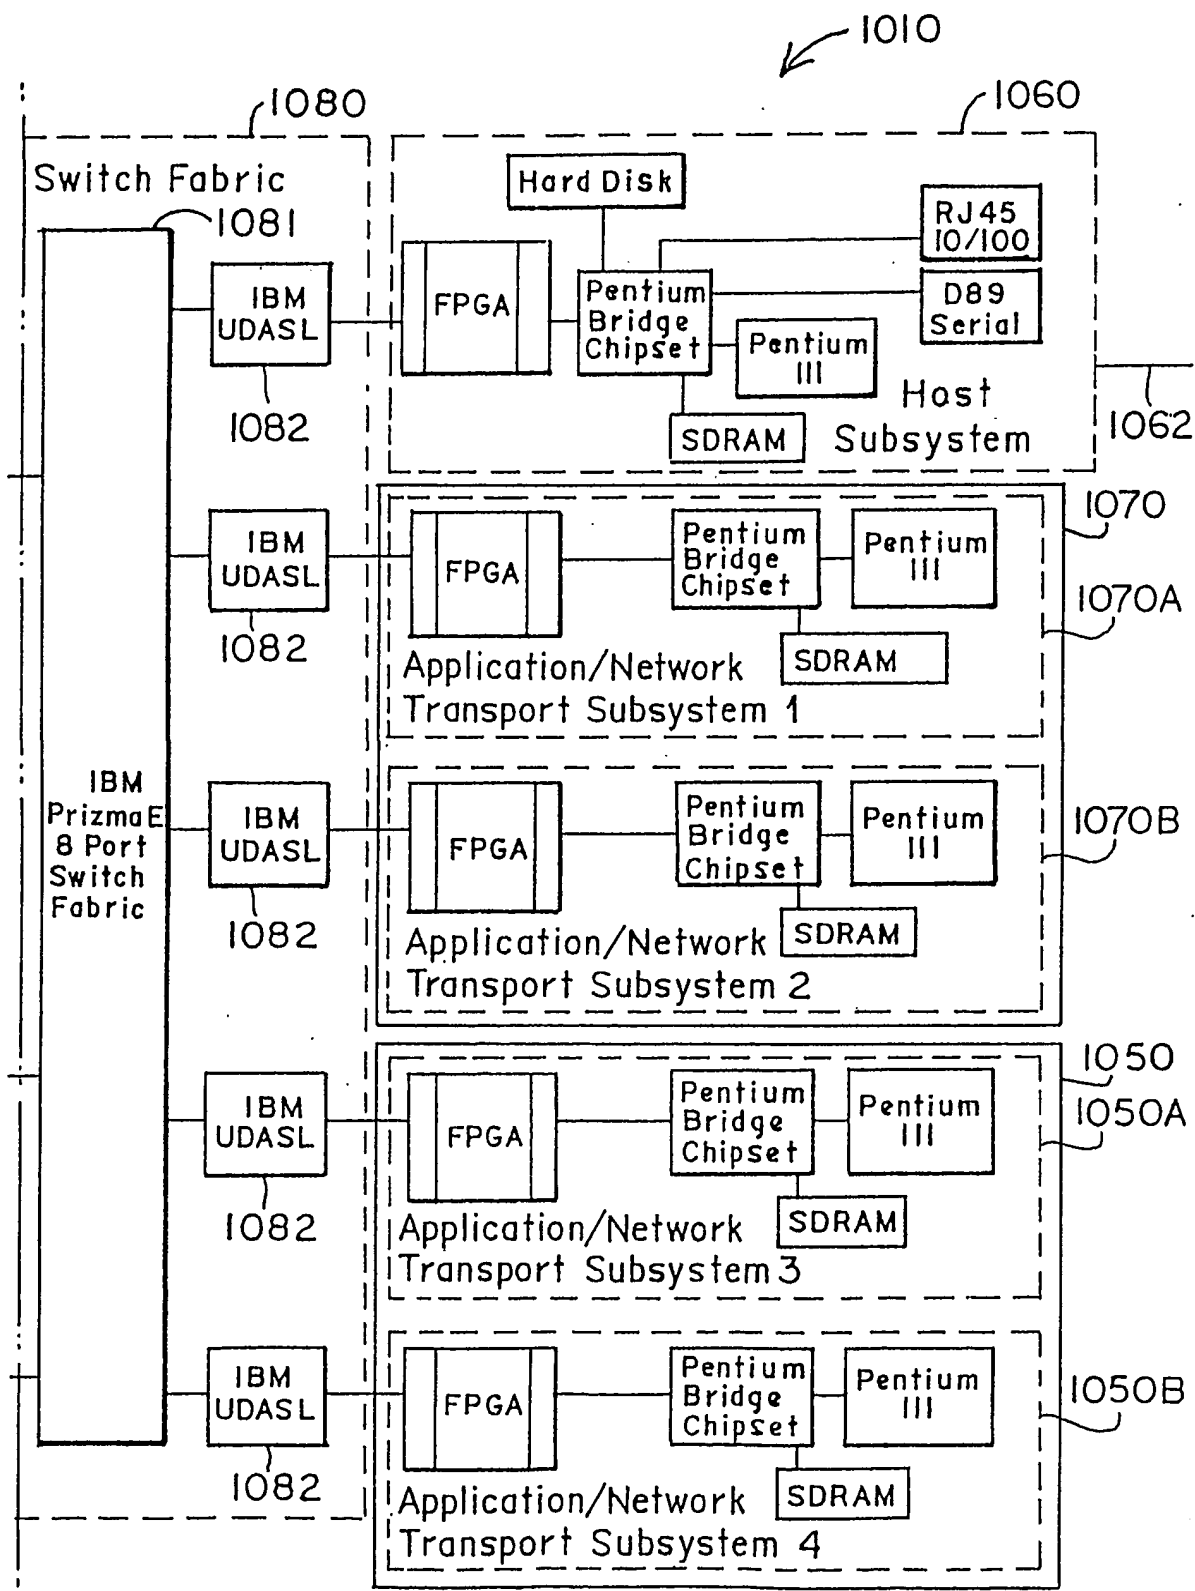 1010
1080
1060
Switch Fabric
1081
Hard Disk
RJ45
10/100
IBM
UDASL
FPGA
Pentium
Bridge
Chipset
D89
Serial
Pentium
III
1082
SDRAM
Host
Subsystem
1062
IBM
UDASL
1082
FPGA
Pentium
Bridge
Chipset
Pentium
III
1070
1070A
SDRAM
Application/Network
Transport Subsystem 1
IBM
PrizmaE
8 Port
Switch
Fabric
IBM
UDASL
1082
FPGA
Pentium
Bridge
Chipset
Pentium
III
1070B
SDRAM
Application/Network
Transport Subsystem 2
IBM
UDASL
1082
FPGA
Pentium
Bridge
Chipset
Pentium
III
1050
1050A
SDRAM
Application/Network
Transport Subsystem 3
IBM
UDASL
1082
FPGA
Pentium
Bridge
Chipset
Pentium
III
1050B
SDRAM
Application/Network
Transport Subsystem 4